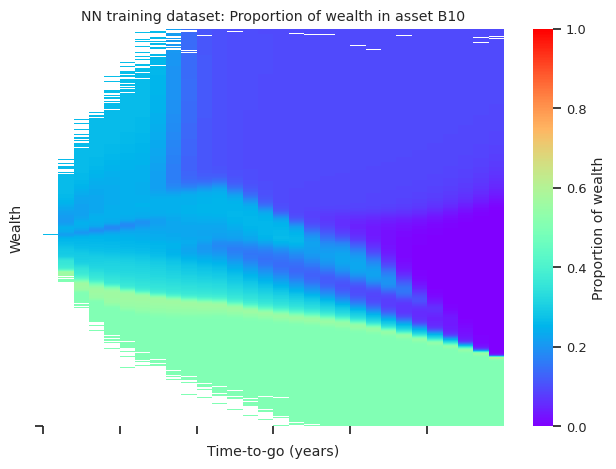 NN training dataset: Proportion of wealth in asset B10
Wealth
Time-to-go (years)
1.0
0.8
0.6
0.4
0.2
0.0
Proportion of wealth